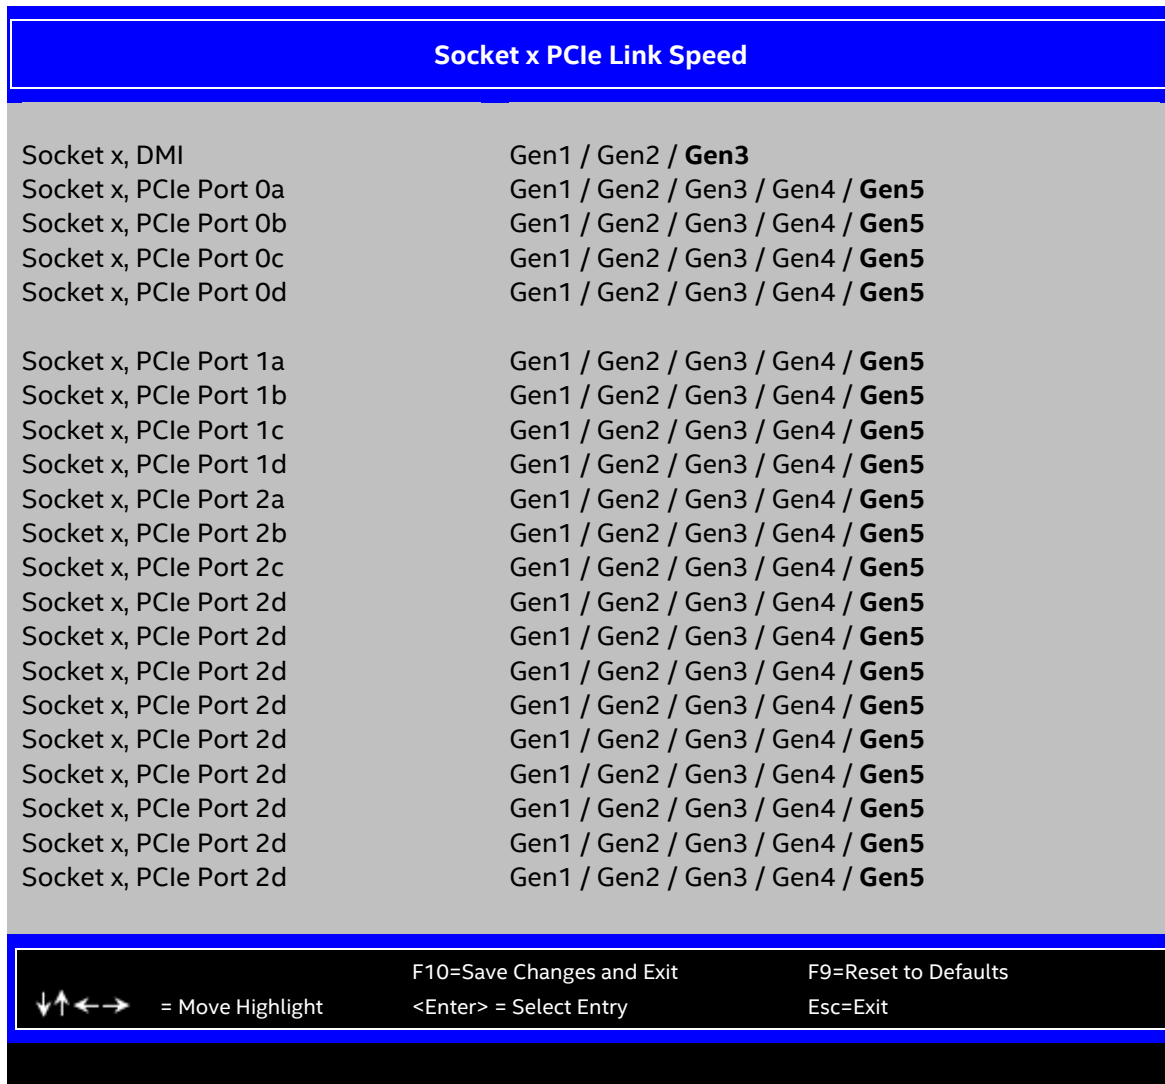 Socket x PCIe Link Speed
Socket x, DMI Gen1 / Gen2 / Gen3
Socket x, PCIe Port 0a Gen1 / Gen2 / Gen3 / Gen4 / Gen5
Socket x, PCIe Port 0b Gen1 / Gen2 / Gen3 / Gen4 / Gen5
Socket x, PCIe Port 0c Gen1 / Gen2 / Gen3 / Gen4 / Gen5
Socket x, PCIe Port 0d Gen1 / Gen2 / Gen3 / Gen4 / Gen5
Socket x, PCIe Port 1a Gen1 / Gen2 / Gen3 / Gen4 / Gen5
Socket x, PCIe Port 1b Gen1 / Gen2 / Gen3 / Gen4 / Gen5
Socket x, PCIe Port 1c Gen1 / Gen2 / Gen3 / Gen4 / Gen5
Socket x, PCIe Port 1d Gen1 / Gen2 / Gen3 / Gen4 / Gen5
Socket x, PCIe Port 2a Gen1 / Gen2 / Gen3 / Gen4 / Gen5
Socket x, PCIe Port 2b Gen1 / Gen2 / Gen3 / Gen4 / Gen5
Socket x, PCIe Port 2c Gen1 / Gen2 / Gen3 / Gen4 / Gen5
Socket x, PCIe Port 2d Gen1 / Gen2 / Gen3 / Gen4 / Gen5
Socket x, PCIe Port 2d Gen1 / Gen2 / Gen3 / Gen4 / Gen5
Socket x, PCIe Port 2d Gen1 / Gen2 / Gen3 / Gen4 / Gen5
Socket x, PCIe Port 2d Gen1 / Gen2 / Gen3 / Gen4 / Gen5
Socket x, PCIe Port 2d Gen1 / Gen2 / Gen3 / Gen4 / Gen5
Socket x, PCIe Port 2d Gen1 / Gen2 / Gen3 / Gen4 / Gen5
Socket x, PCIe Port 2d Gen1 / Gen2 / Gen3 / Gen4 / Gen5
Socket x, PCIe Port 2d Gen1 / Gen2 / Gen3 / Gen4 / Gen5
Socket x, PCIe Port 2d Gen1 / Gen2 / Gen3 / Gen4 / Gen5
F10=Save Changes and Exit F9=Reset to Defaults
↓↑←→ = Move Highlight <Enter> = Select Entry Esc=Exit